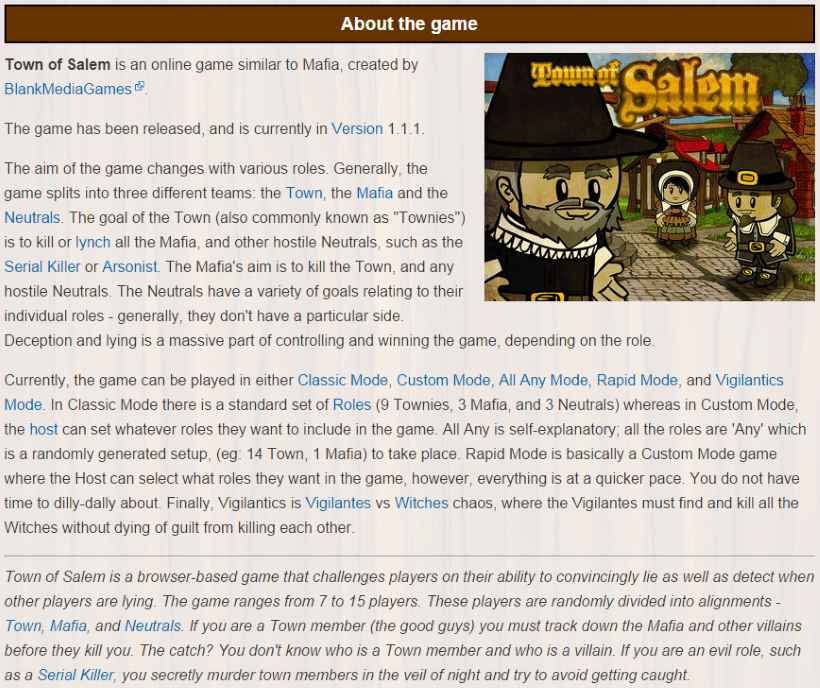 About the game
Town of Salem is an online game similar to Mafia, created by
BlankMediaGames.
The game has been released, and is currently in Version 1.1.1.
The aim of the game changes with various roles. Generally, the
game splits into three different teams: the Town, the Mafia and the
Neutrals. The goal of the Town (also commonly known as "Townies")
is to kill or lynch all the Mafia, and other hostile Neutrals, such as the
Serial Killer or Arsonist. The Mafia's aim is to kill the Town, and any
hostile Neutrals. The Neutrals have a variety of goals relating to their
individual roles - generally, they don't have a particular side.
Deception and lying is a massive part of controlling and winning the game, depending on the role.
Town of
Salem
Currently, the game can be played in either Classic Mode, Custom Mode, All Any Mode, Rapid Mode, and Vigilantics
Mode. In Classic Mode there is a standard set of Roles (9 Townies, 3 Mafia, and 3 Neutrals) whereas in Custom Mode,
the host can set whatever roles they want to include in the game. All Any is self-explanatory; all the roles are 'Any' which
is a randomly generated setup, (eg: 14 Town, 1 Mafia) to take place. Rapid Mode is basically a Custom Mode game
where the Host can select what roles they want in the game, however, everything is at a quicker pace. You do not have
time to dilly-dally about. Finally, Vigilantics is Vigilantes vs Witches chaos, where the Vigilantes must find and kill all the
Witches without dying of guilt from killing each other.
Town of Salem is a browser-based game that challenges players on their ability to convincingly lie as well as detect when
other players are lying. The game ranges from 7 to 15 players. These players are randomly divided into alignments -
Town, Mafia, and Neutrals. If you are a Town member (the good guys) you must track down the Mafia and other villains
before they kill you. The catch? You don't know who is a Town member and who is a villain. If you are an evil role, such
as a Serial Killer, you secretly murder town members in the veil of night and try to avoid getting caught.